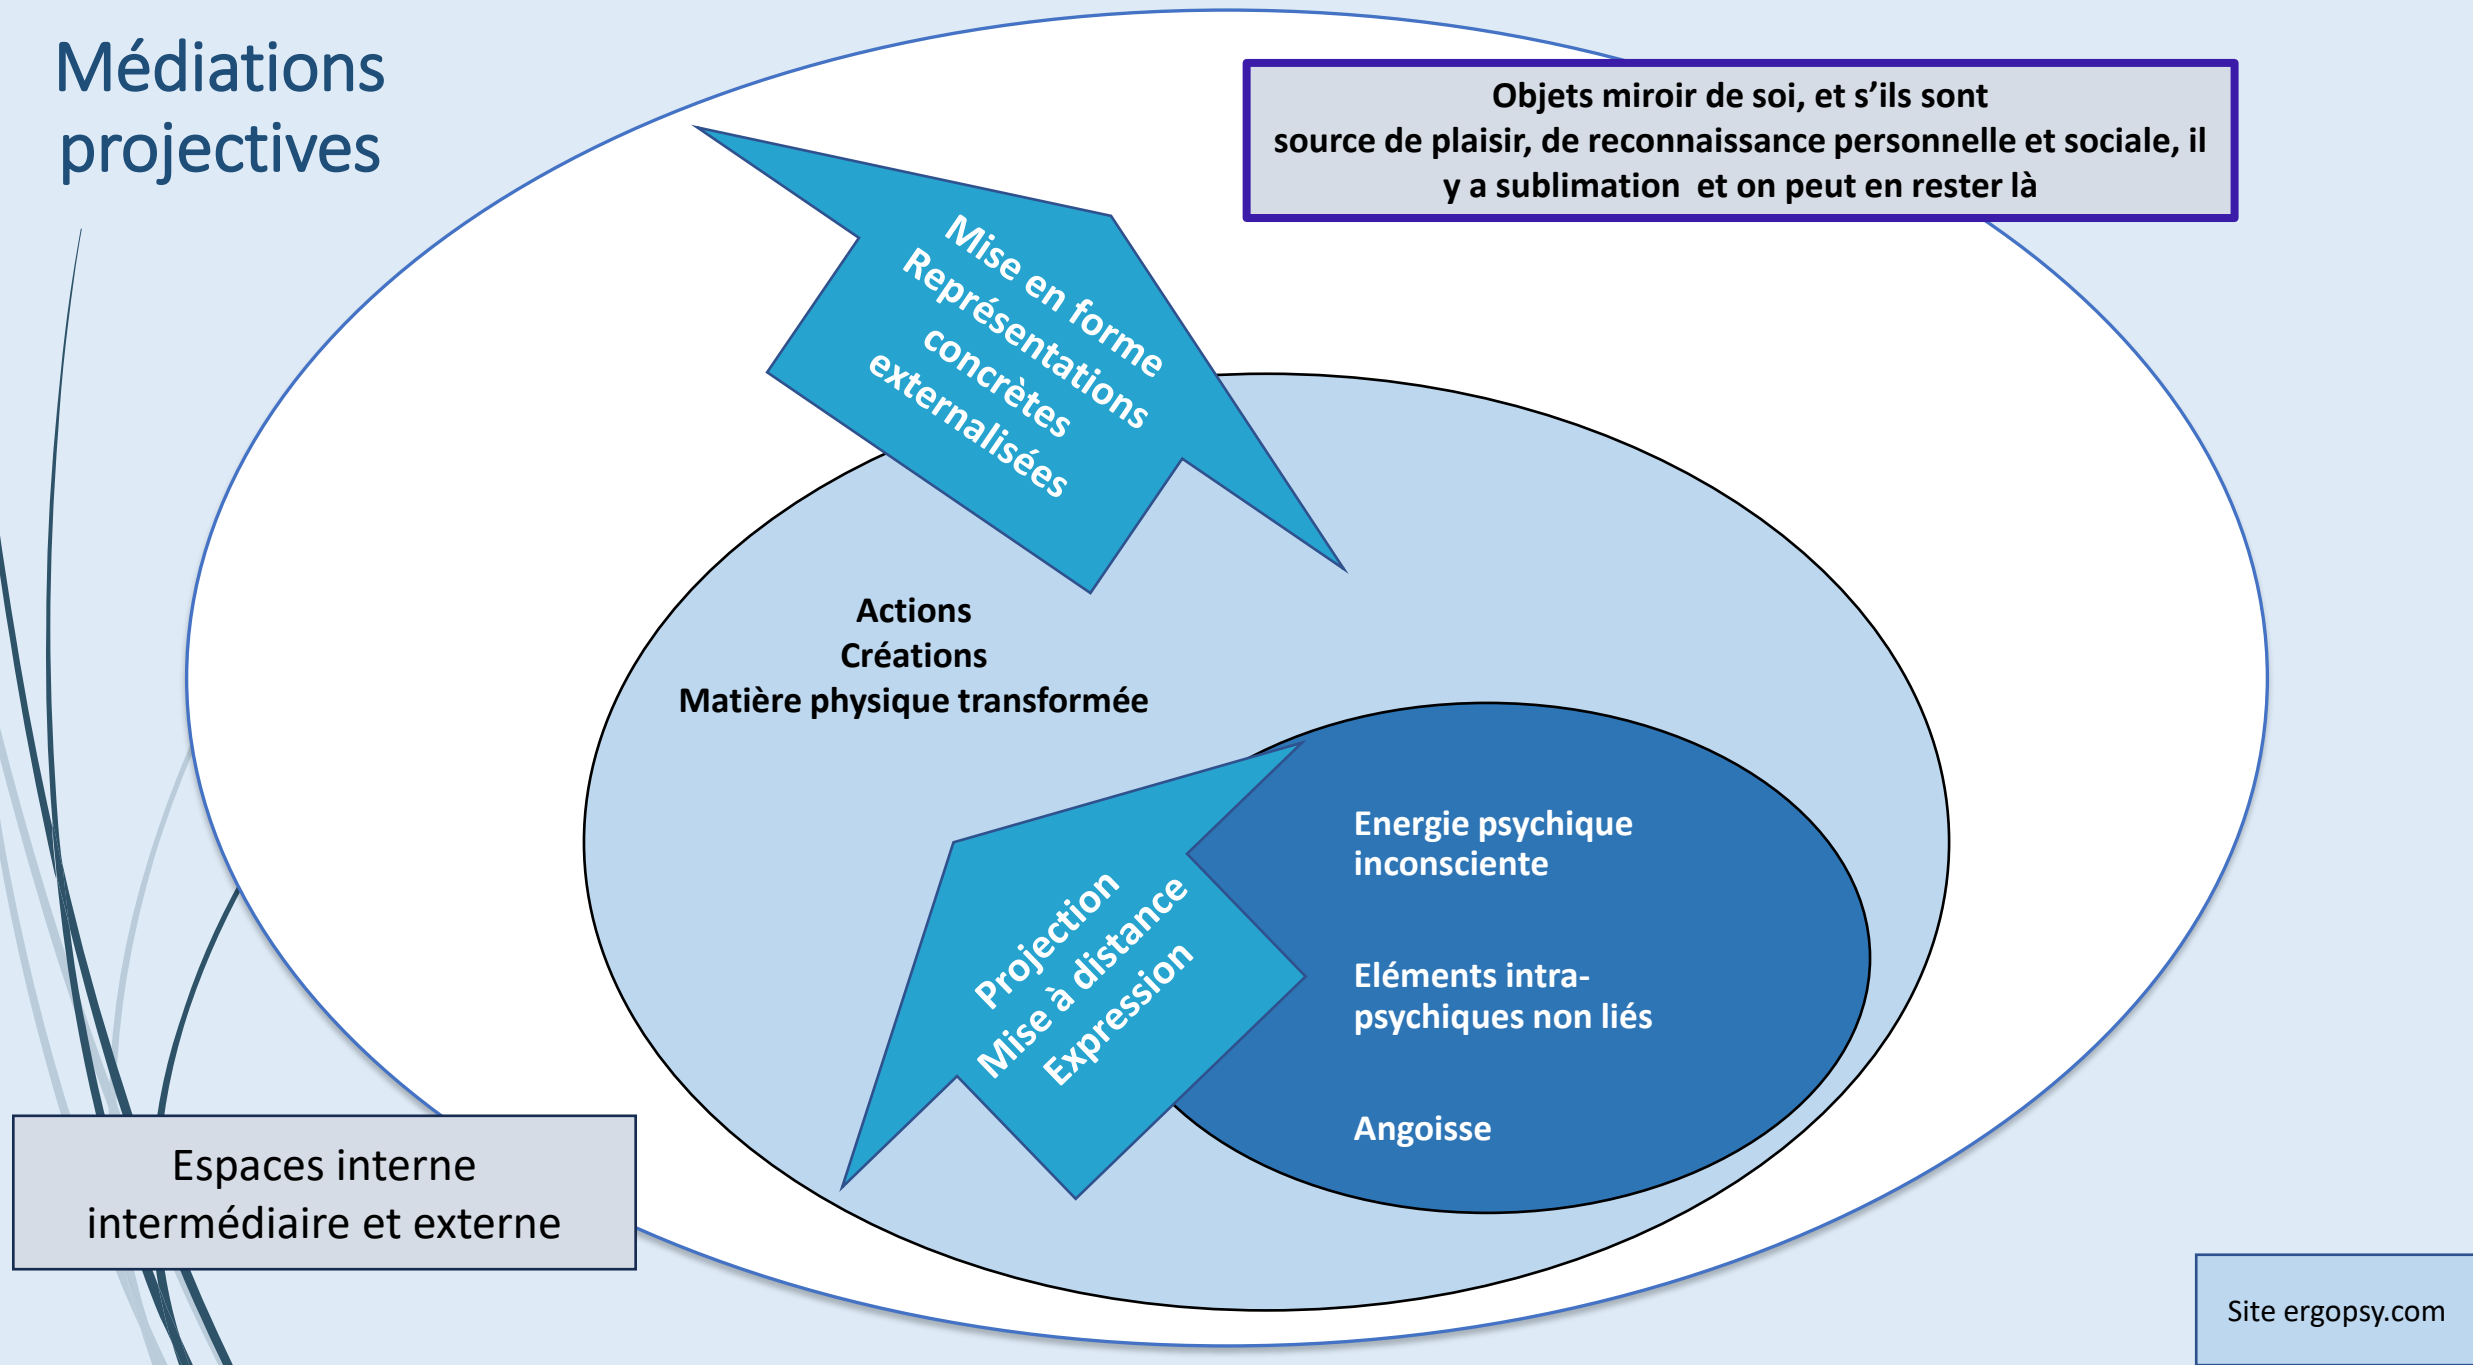 Médiations
projectives
Objets miroir de soi, et s’ils sont
source de plaisir, de reconnaissance personnelle et sociale, il
y a sublimation et on peut en rester là
Mise en forme
Représentations
concrètes
externalisées
Actions
Créations
Matière physique transformée
Projection
Mise à distance
Expression
Energie psychique
inconsciente
Eléments intra-
psychiques non liés
Angoisse
Espaces interne
intermédiaire et externe
Site ergopsy.com